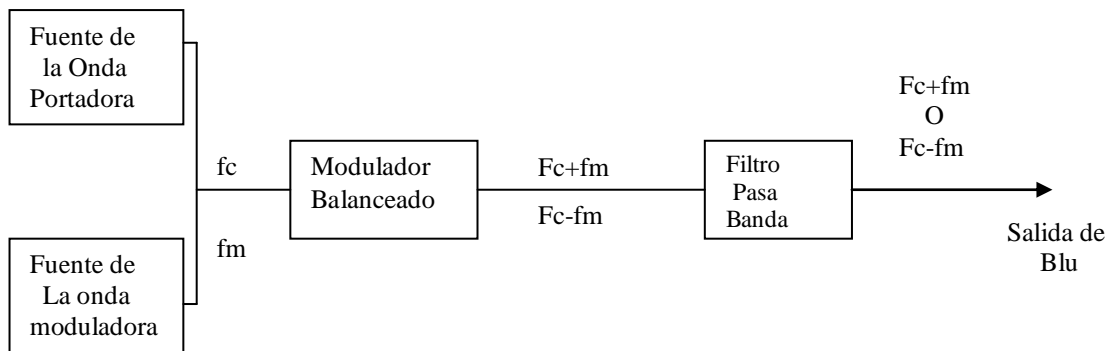 Fuente de
la Onda
Portadora
fc
fm
Fuente de
La onda
moduladora
Modulador
Balanceado
Fc+fm
Fc-fm
Filtro
Pasa
Banda
Fc+fm
O
Fc-fm
Salida de
Blu